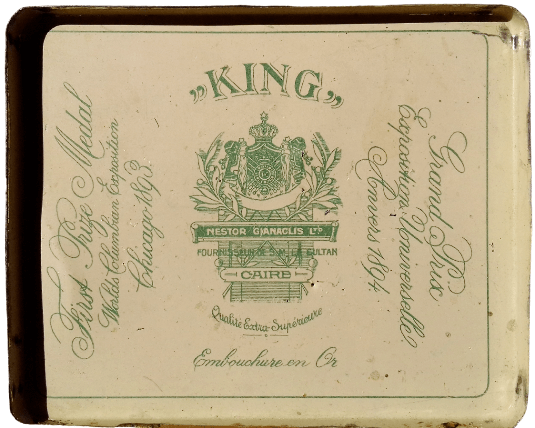 „KING„
NESTOR GIANACLIS LTD
FOURNISSEUR DE S.M. LE SULTAN
CAIRE
Qualité Extra-Supérieure
Embouchure en Or
First Prize Medal
World's Columbian Exposition
Chicago 1893
Grand Prix
Exposition Universelle
Anvers 1894